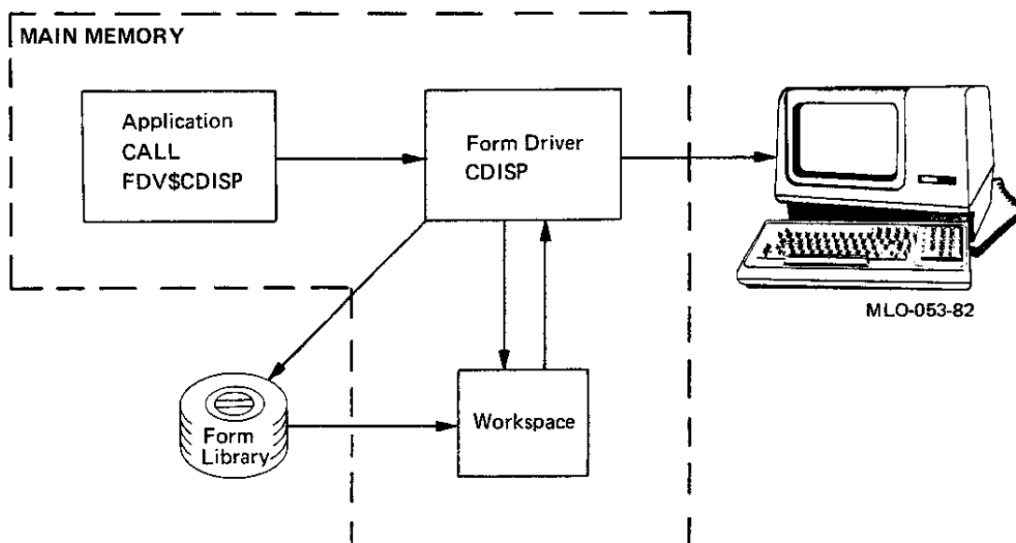 MAIN MEMORY
Application
CALL
FDV$CDISP
Form Driver
CDISP
MLO-053-82
Form
Library
Workspace